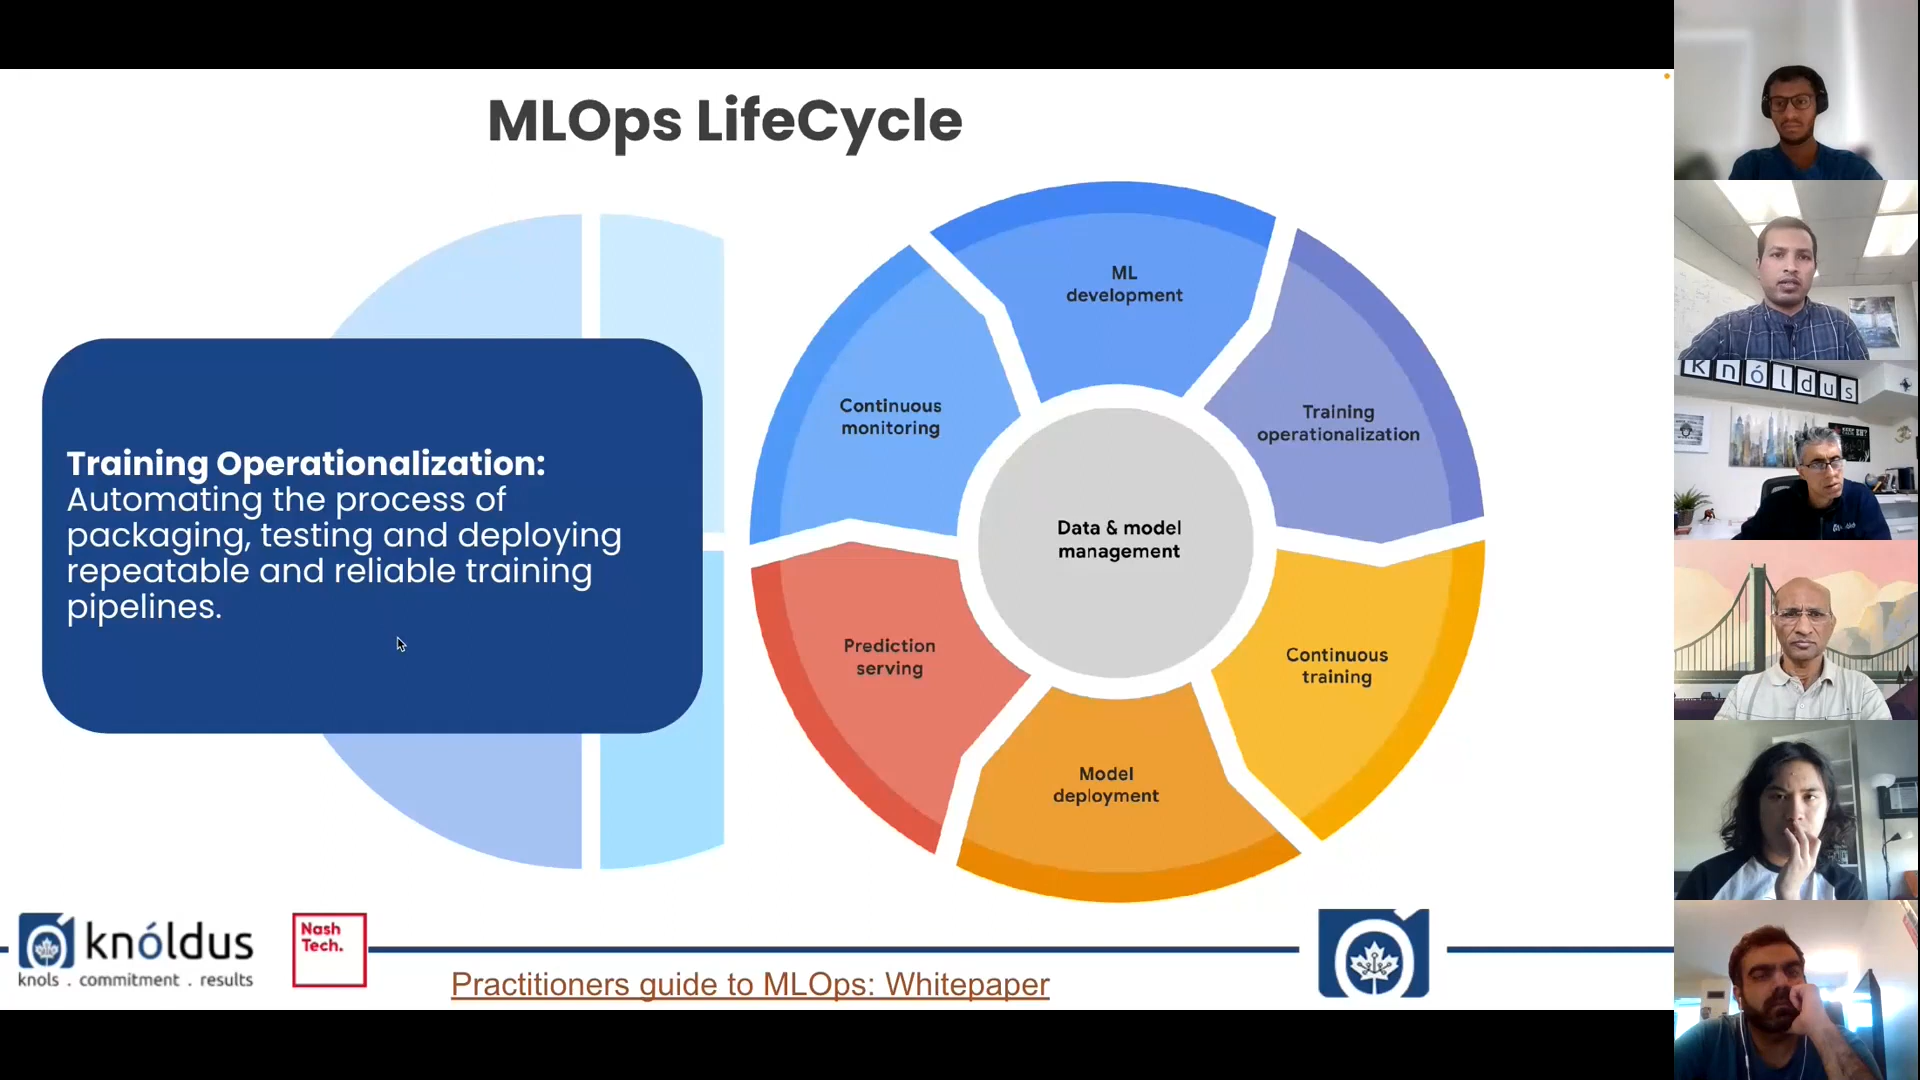 MLOps LifeCycle
Training Operationalization:
Automating the process of
packaging, testing and deploying
repeatable and reliable training
pipelines.
ML
development
Training
operationalization
Continuous
training
Model
deployment
Prediction
serving
Continuous
monitoring
Data & model
management
knóldus
knols . commitment . results
Nash
Tech.
Practitioners guide to MLOps: Whitepaper
knóldus